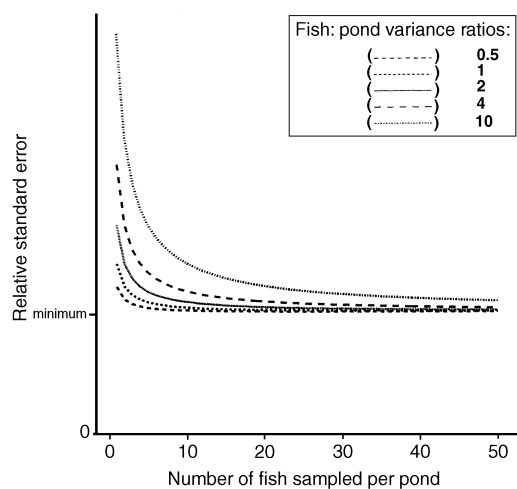 Fish: pond variance ratios:
(----------) 0.5
(----------) 1
(----------) 2
(----------) 4
(----------) 10
Relative standard error
minimum
0
0 10 20 30 40 50
Number of fish sampled per pond